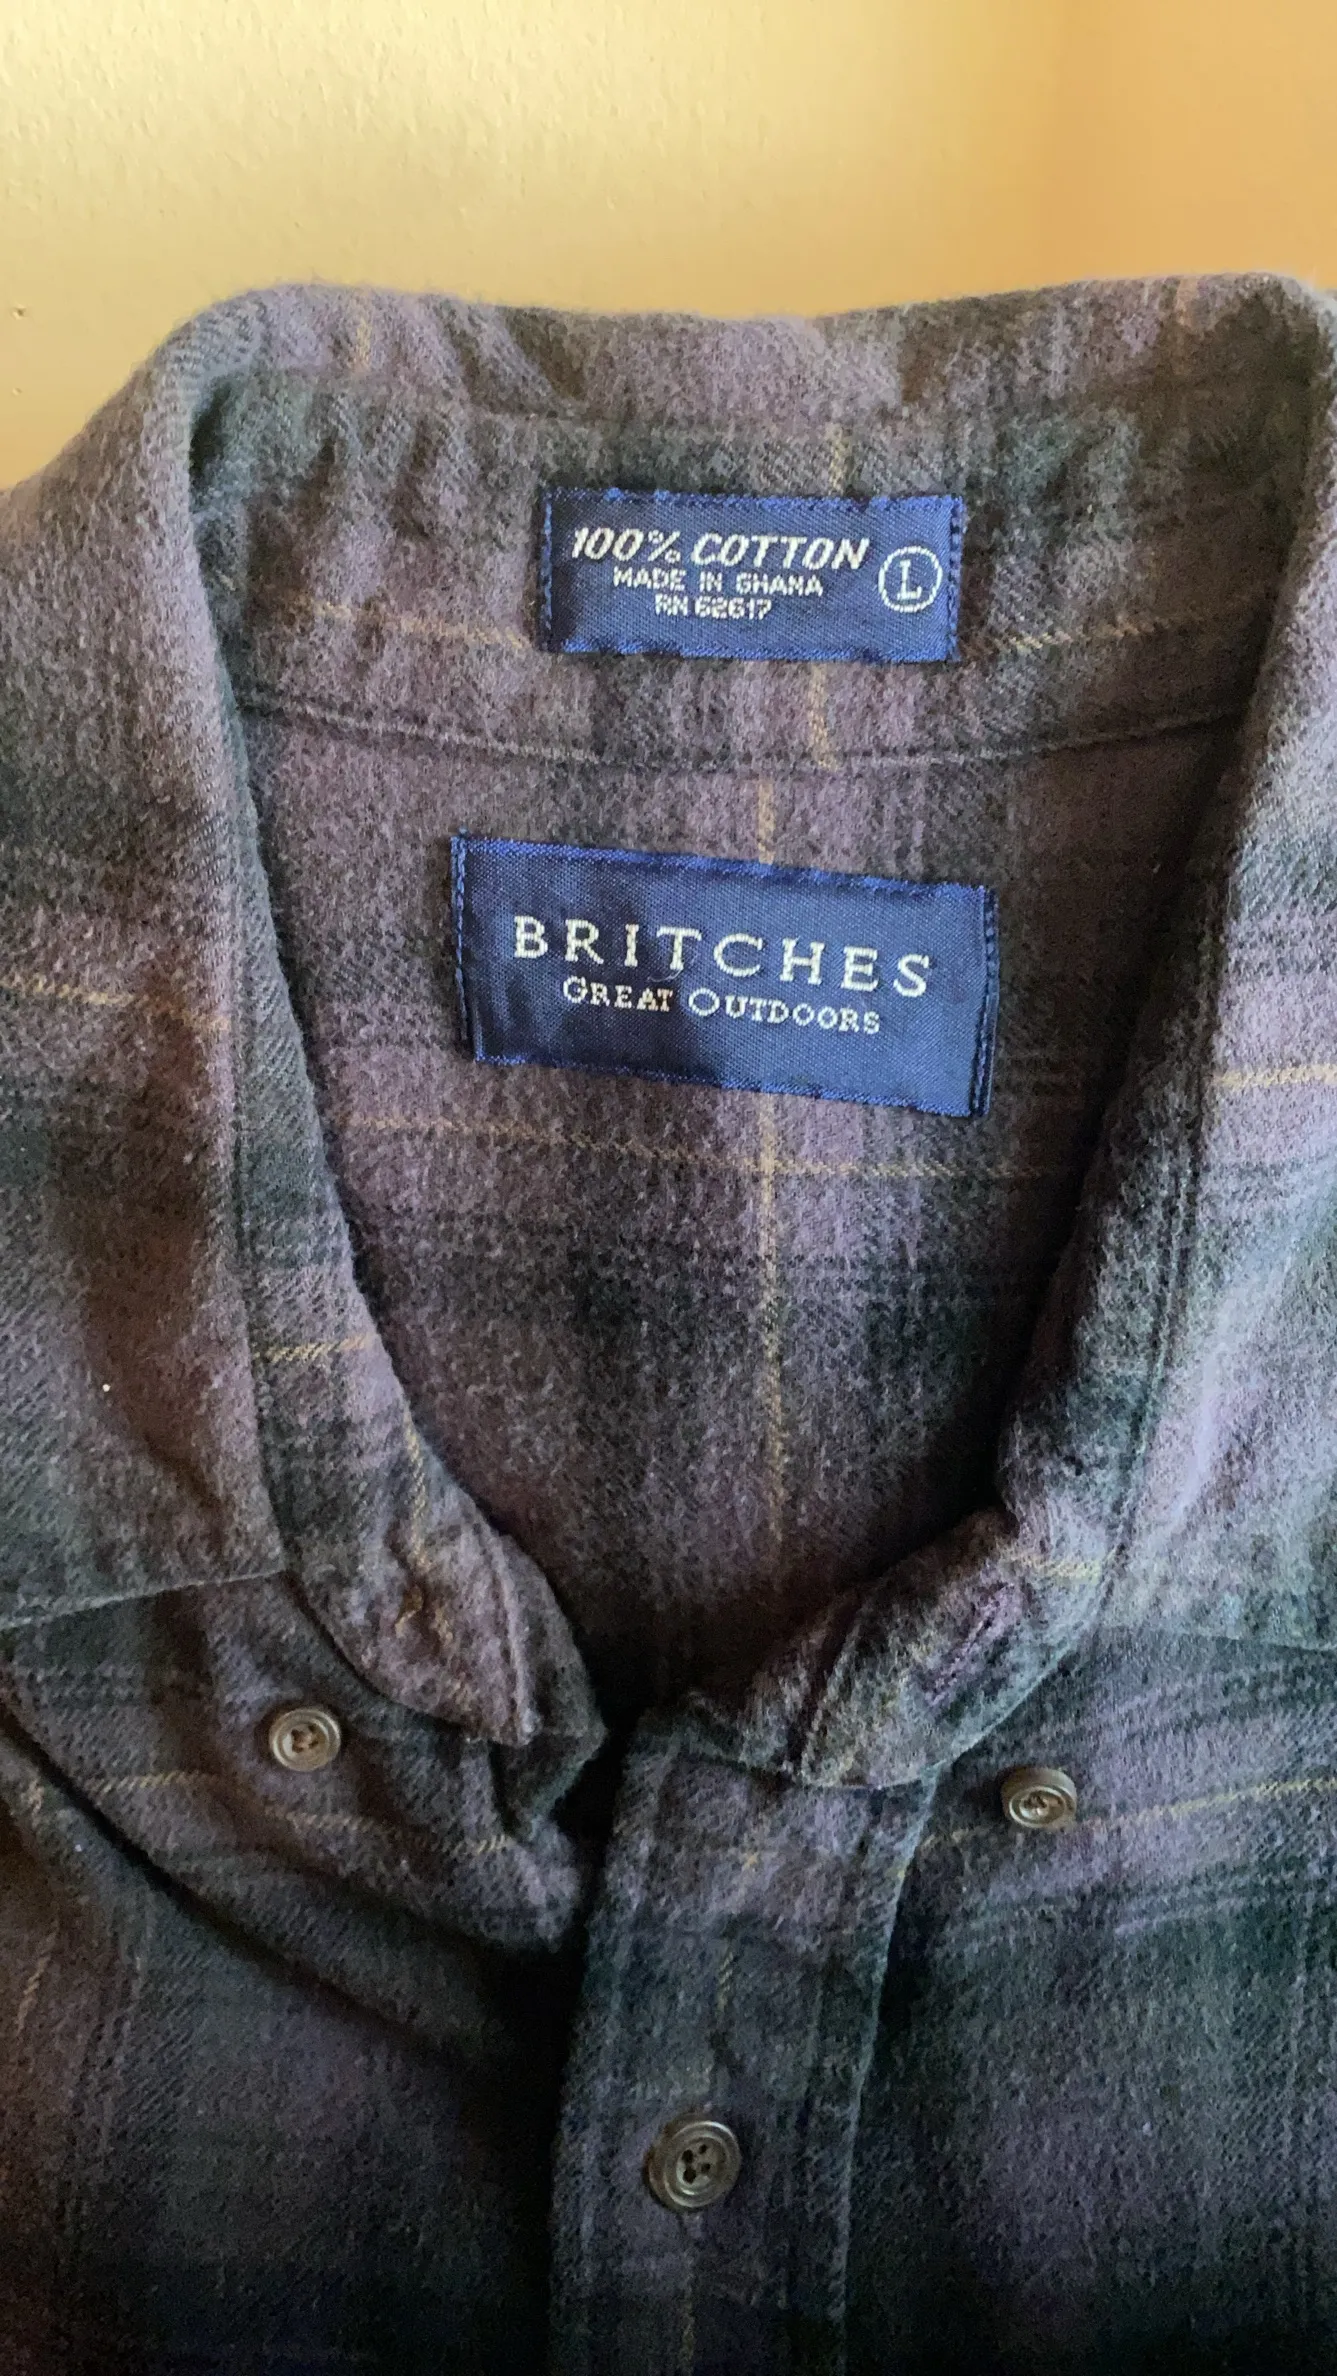 100% COTTON
MADE IN GHANA
RN 62617
L
BRITCHES
GREAT OUTDOORS